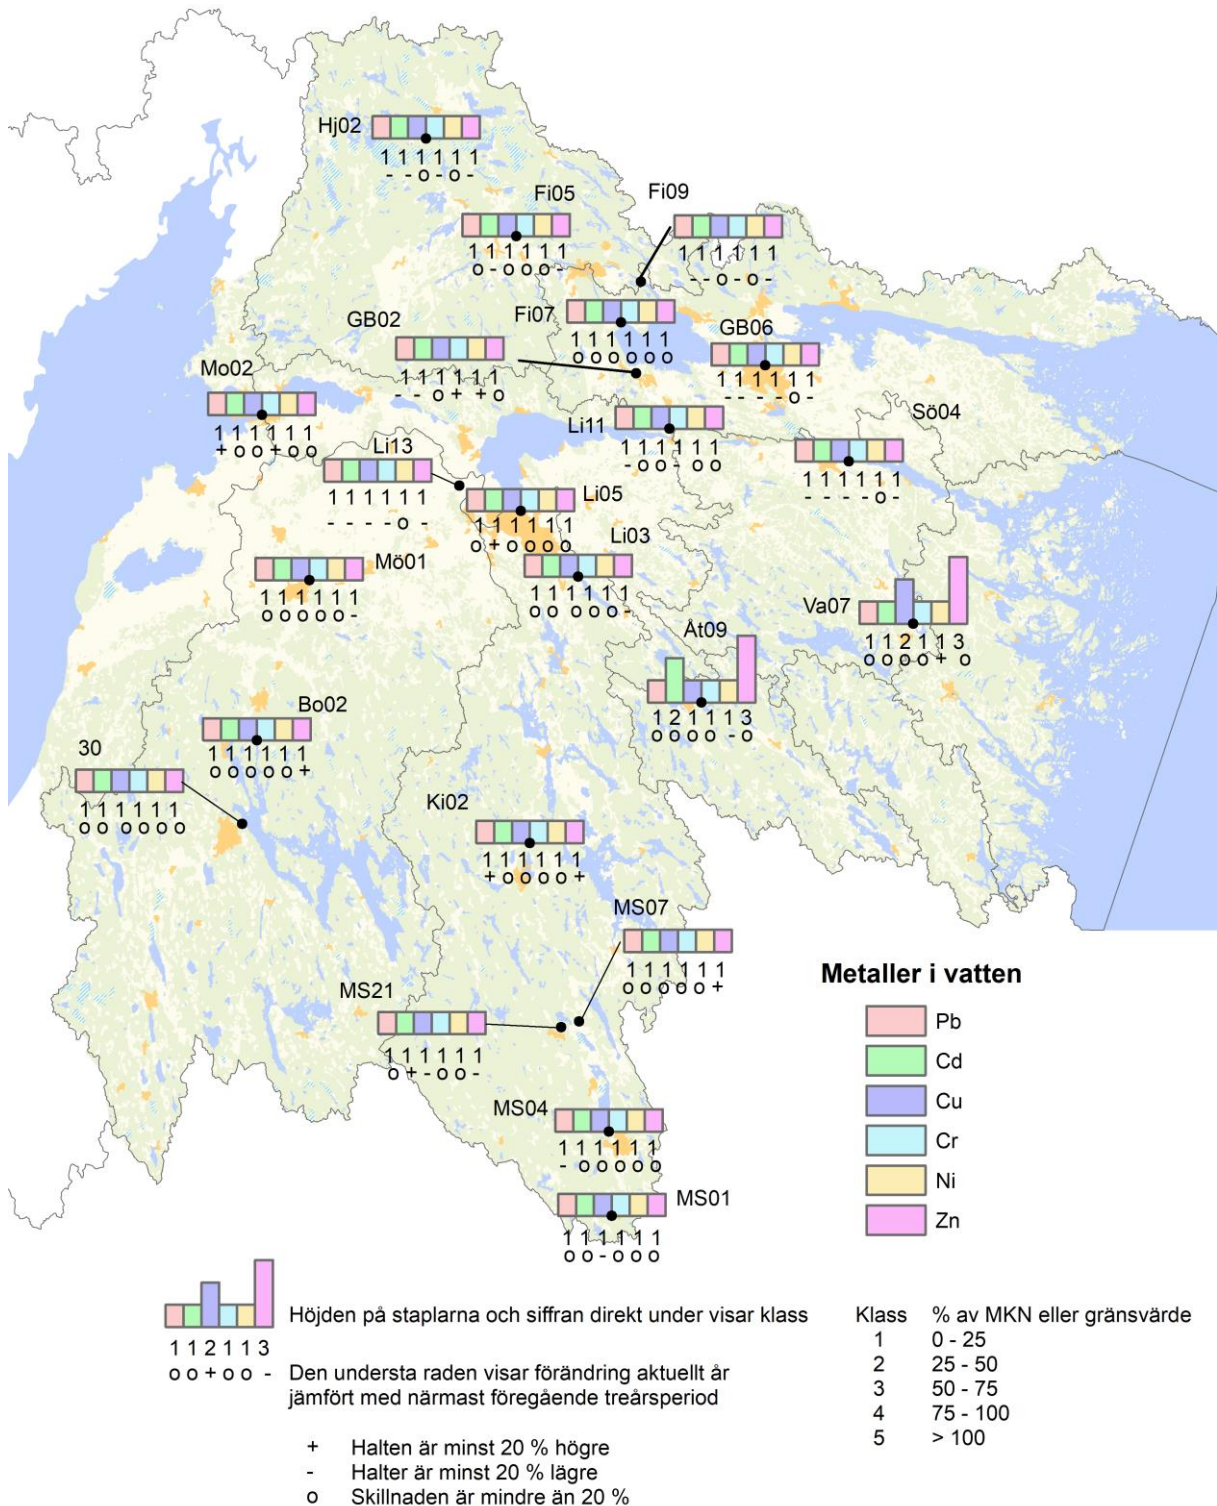 Hj02
1 1 1 1 1 1
- - o - o -
Fi05
1 1 1 1 1 1
o - o o o -
Fi09
1 1 1 1 1 1
- - o - o -
Fi07
1 1 1 1 1 1
o o o o o o
GB02
1 1 1 1 1 1
- - o + + o
GB06
1 1 1 1 1 1
- - - - o -
Mo02
1 1 1 1 1 1
+ o o + o o
Li11
1 1 1 1 1 1
- o o - o o
Sö04
1 1 1 1 1 1
- - - - o -
Li13
1 1 1 1 1 1
- - - - o -
Li05
1 1 1 1 1 1
o + o o o o
Li03
1 1 1 1 1 1
o o o o o -
Mö01
1 1 1 1 1 1
o o o o o -
Va07
1 1 2 1 1 3
o o o o + o
Åt09
1 2 1 1 1 3
o o o o - o
Bo02
1 1 1 1 1 1
o o o o o +
30
1 1 1 1 1 1
o o o o o o
Ki02
1 1 1 1 1 1
+ o o o o +
MS07
1 1 1 1 1 1
o o o o o +
MS21
1 1 1 1 1 1
o + - o o -
MS04
1 1 1 1 1 1
- o o o o o
MS01
1 1 1 1 1 1
o o - o o o
Metaller i vatten
Pb
Cd
Cu
Cr
Ni
Zn
1 1 2 1 1 3
o o + o o -
Höjden på staplarna och siffran direkt under visar klass
Den understa raden visar förändring aktuellt år
jämfört med närmast föregående treårsperiod
+ Halten är minst 20 % högre
- Halter är minst 20 % lägre
o Skillnaden är mindre än 20 %
Klass % av MKN eller gränsvärde
1 0 - 25
2 25 - 50
3 50 - 75
4 75 - 100
5 > 100